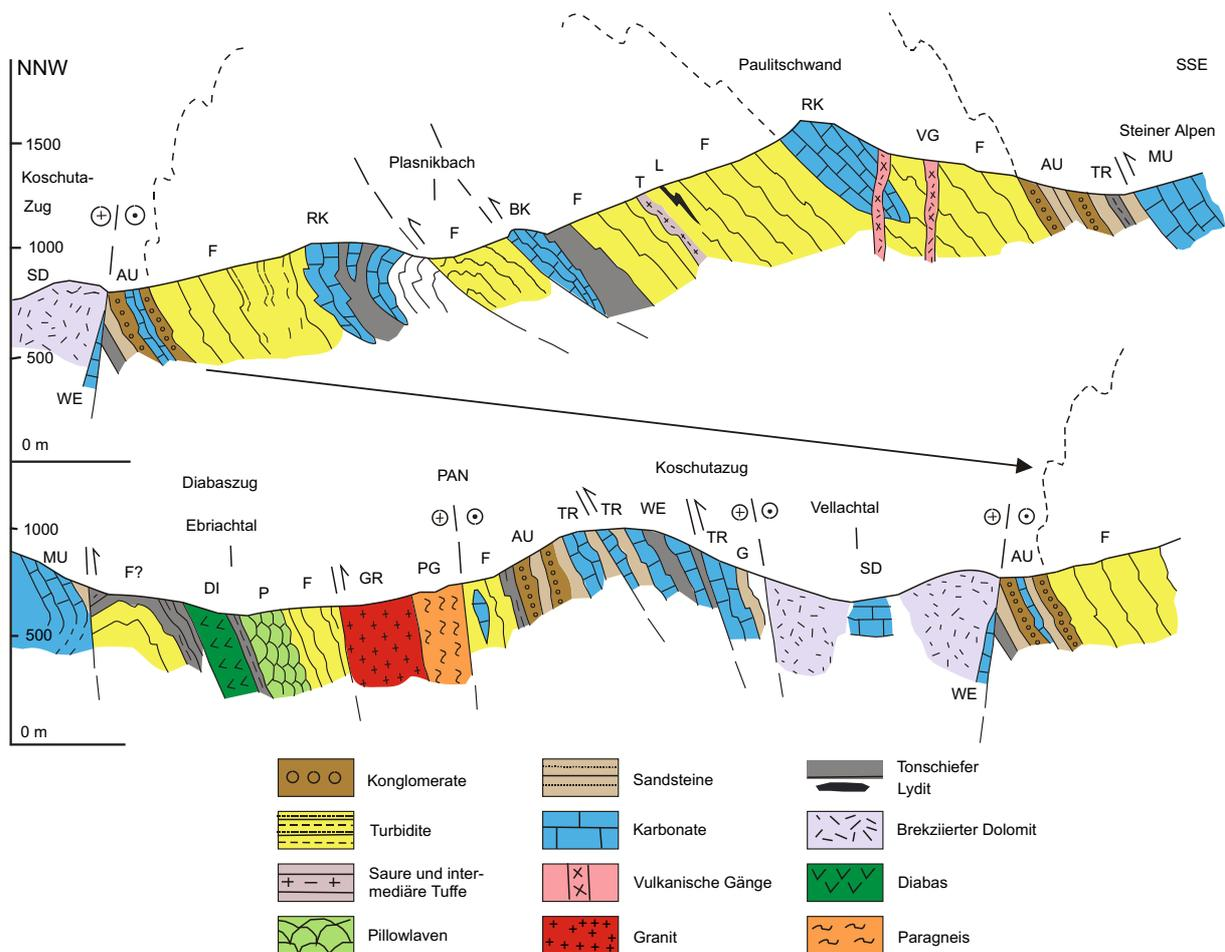 Paulitschwand
SSE
NNW
RK
Steiner Alpen
VG
F
F
1500
Plasnikbach
L
AU
TR
MU
Koschuta-
T
Zug
RK
BK
F
F
1000
F
SD
AU
500
WE
0 m
PAN
Koschutazug
Diabaszug
Ebriachtal
TR
TR
WE
Vellachtal
1000
AU
TR
F
MU
F?
F
G
AU
DI
P
F
GR
PG
SD
500
WE
0 m
Konglomerate
Sandsteine
Tonschiefer
Lydit
Turbidite
Karbonate
Brekziierter Dolomit
Saure und inter-
mediäre Tuffe
Vulkanische Gänge
Diabas
Pillowlaven
Granit
Paragneis